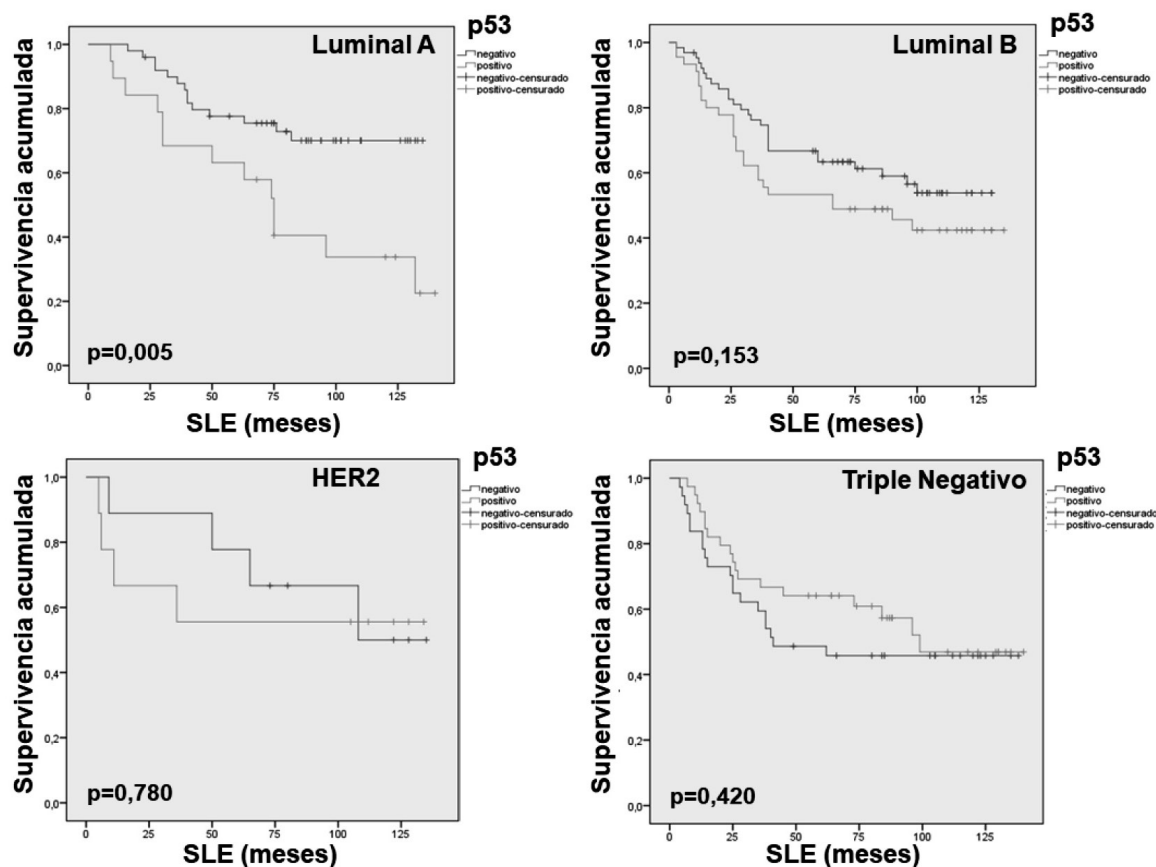 p53
Luminal A
negativo
positivo
negativo-censurado
positivo-censurado
Supervivencia acumulada
1,0
0,8
0,6
0,4
0,2
0,0
p=0,005
0 25 50 75 100 125
SLE (meses)
p53
Luminal B
negativo
positivo
negativo-censurado
positivo-censurado
Supervivencia acumulada
1,0
0,8
0,6
0,4
0,2
0,0
p=0,153
0 25 50 75 100 125
SLE (meses)
p53
HER2
negativo
positivo
negativo-censurado
positivo-censurado
Supervivencia acumulada
1,0
0,8
0,6
0,4
0,2
0,0
p=0,780
0 25 50 75 100 125
SLE (meses)
p53
Triple Negativo
negativo
positivo
negativo-censurado
positivo-censurado
Supervivencia acumulada
1,0
0,8
0,6
0,4
0,2
0,0
p=0,420
0 25 50 75 100 125
SLE (meses)